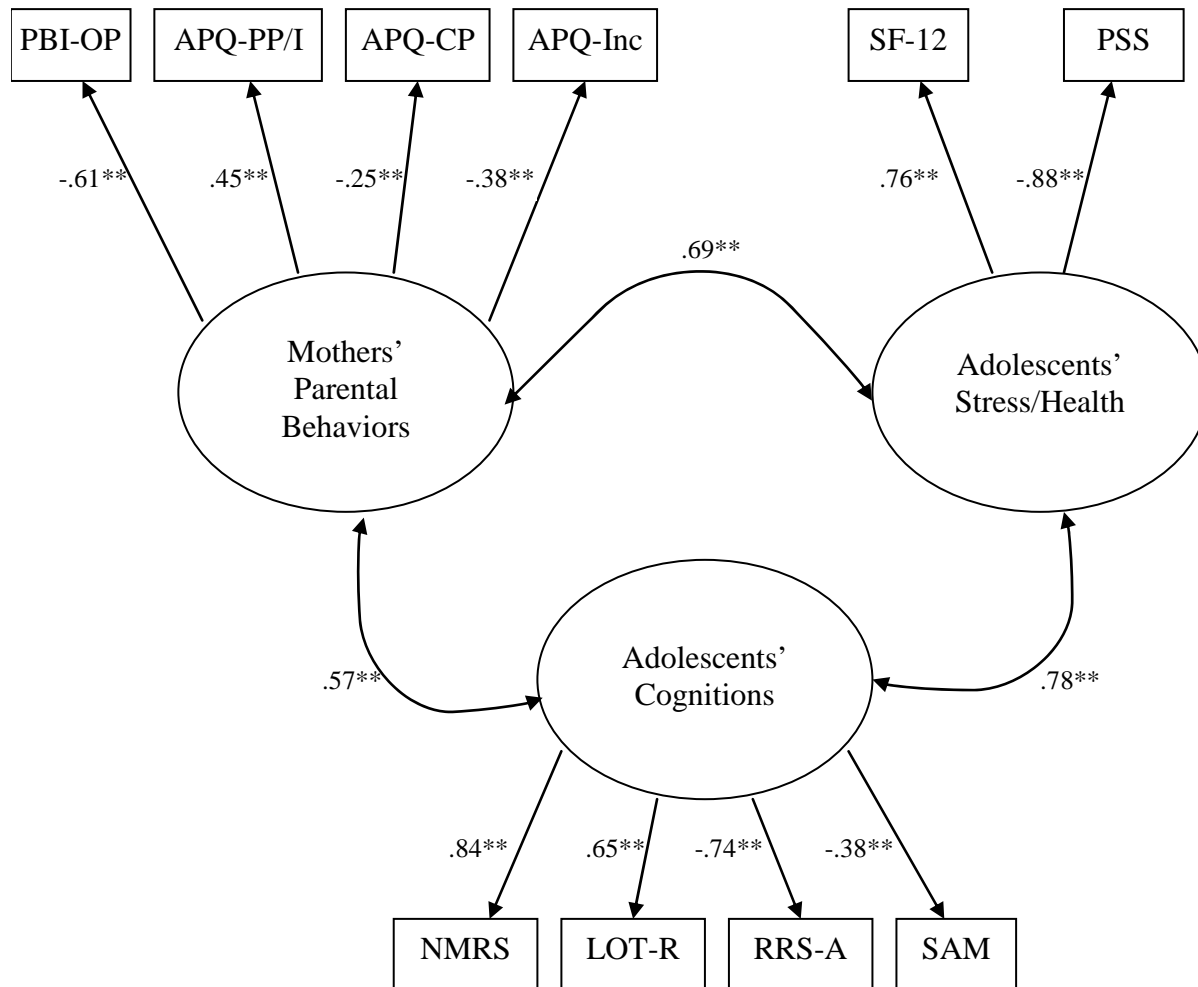 PBI-OP
APQ-PP/I
APQ-CP
APQ-Inc
SF-12
PSS
-.61**
.45**
-.25**
-.38**
.76**
-.88**
.69**
Mothers’
Parental
Behaviors
Adolescents’
Stress/Health
.57**
Adolescents’
Cognitions
.78**
.84**
.65**
-.74**
-.38**
NMRS
LOT-R
RRS-A
SAM